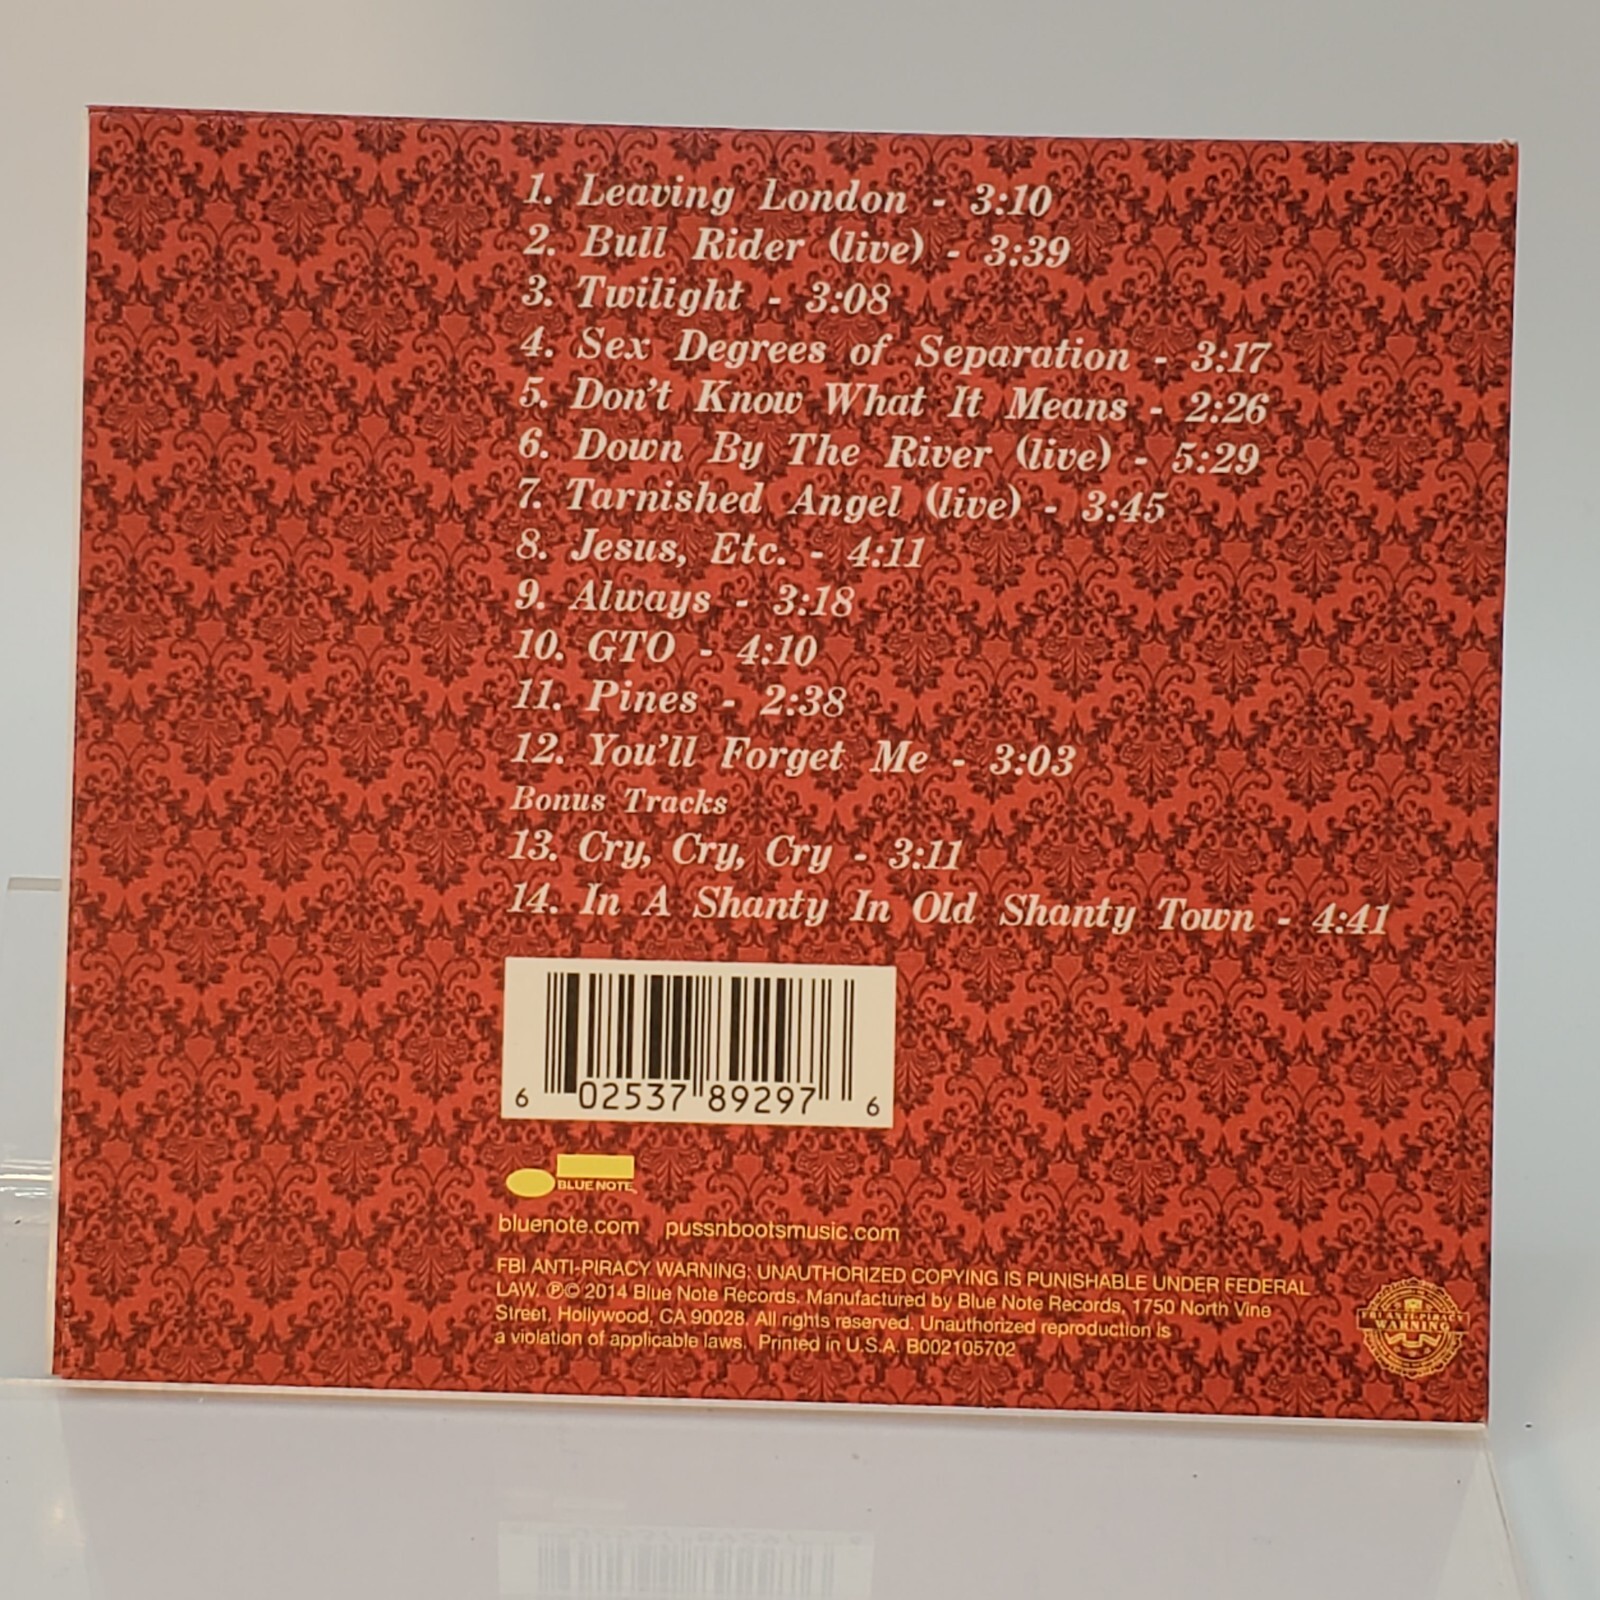 1. Leaving London - 3:10
2. Bull Rider (live) - 3:39
3. Twilight - 3:08
4. Sex Degrees of Separation - 3:17
5. Don't Know What It Means - 2:26
6. Down By The River (live) - 5:29
7. Tarnished Angel (live) - 3:45
8. Jesus, Etc. - 4:11
9. Always - 3:18
10. GTO - 4:10
11. Pines - 2:38
12. You'll Forget Me - 3:03
Bonus Tracks
13. Cry, Cry, Cry - 3:11
14. In A Shanty In Old Shanty Town - 4:41
6 02537 89297 6
BLUE NOTE
bluenote.com pussnbootsmusic.com
FBI ANTI-PIRACY WARNING: UNAUTHORIZED COPYING IS PUNISHABLE UNDER FEDERAL
LAW. ℗© 2014 Blue Note Records. Manufactured by Blue Note Records, 1750 North Vine
Street, Hollywood, CA 90028. All rights reserved. Unauthorized reproduction is
a violation of applicable laws. Printed in U.S.A. B002105702
FBI ANTI-PIRACY
WARNING